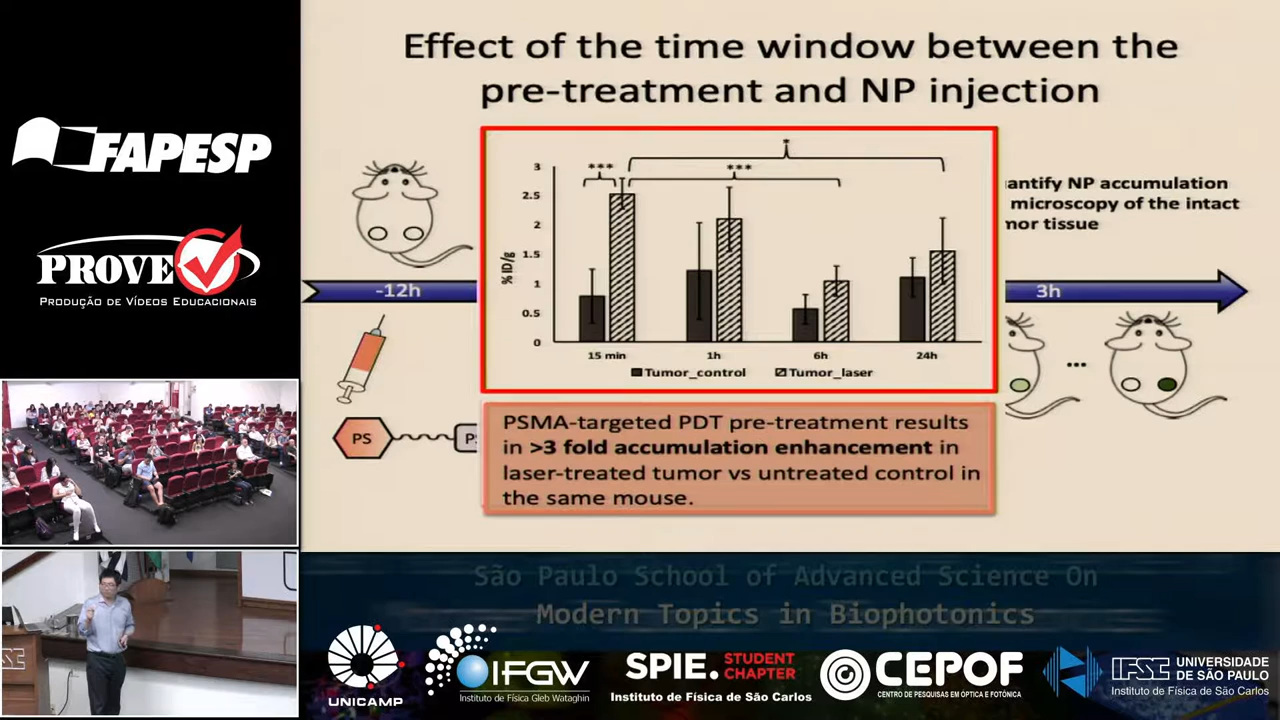 FAPESP
PROVE
PRODUÇÃO DE VÍDEOS EDUCACIONAIS
Effect of the time window between the
pre-treatment and NP injection
antify NP accumulation
microscopy of the intact
mor tissue
-12h
3h
%ID/g
3
2.5
2
1.5
1
0.5
0
***
***
*
15 min
1h
6h
24h
Tumor_control
Tumor_laser
PS
...
PSMA-targeted PDT pre-treatment results
in >3 fold accumulation enhancement in
laser-treated tumor vs untreated control in
the same mouse.
São Paulo School of Advanced Science On
Modern Topics in Biophotonics
UNICAMP
IFGW
Instituto de Física Gleb Wataghin
SPIE. STUDENT
CHAPTER
Instituto de Física de São Carlos
CEPOF
CENTRO DE PESQUISAS EM ÓPTICA E FOTÔNICA
IFSC
UNIVERSIDADE
DE SÃO PAULO
Instituto de Física de São Carlos